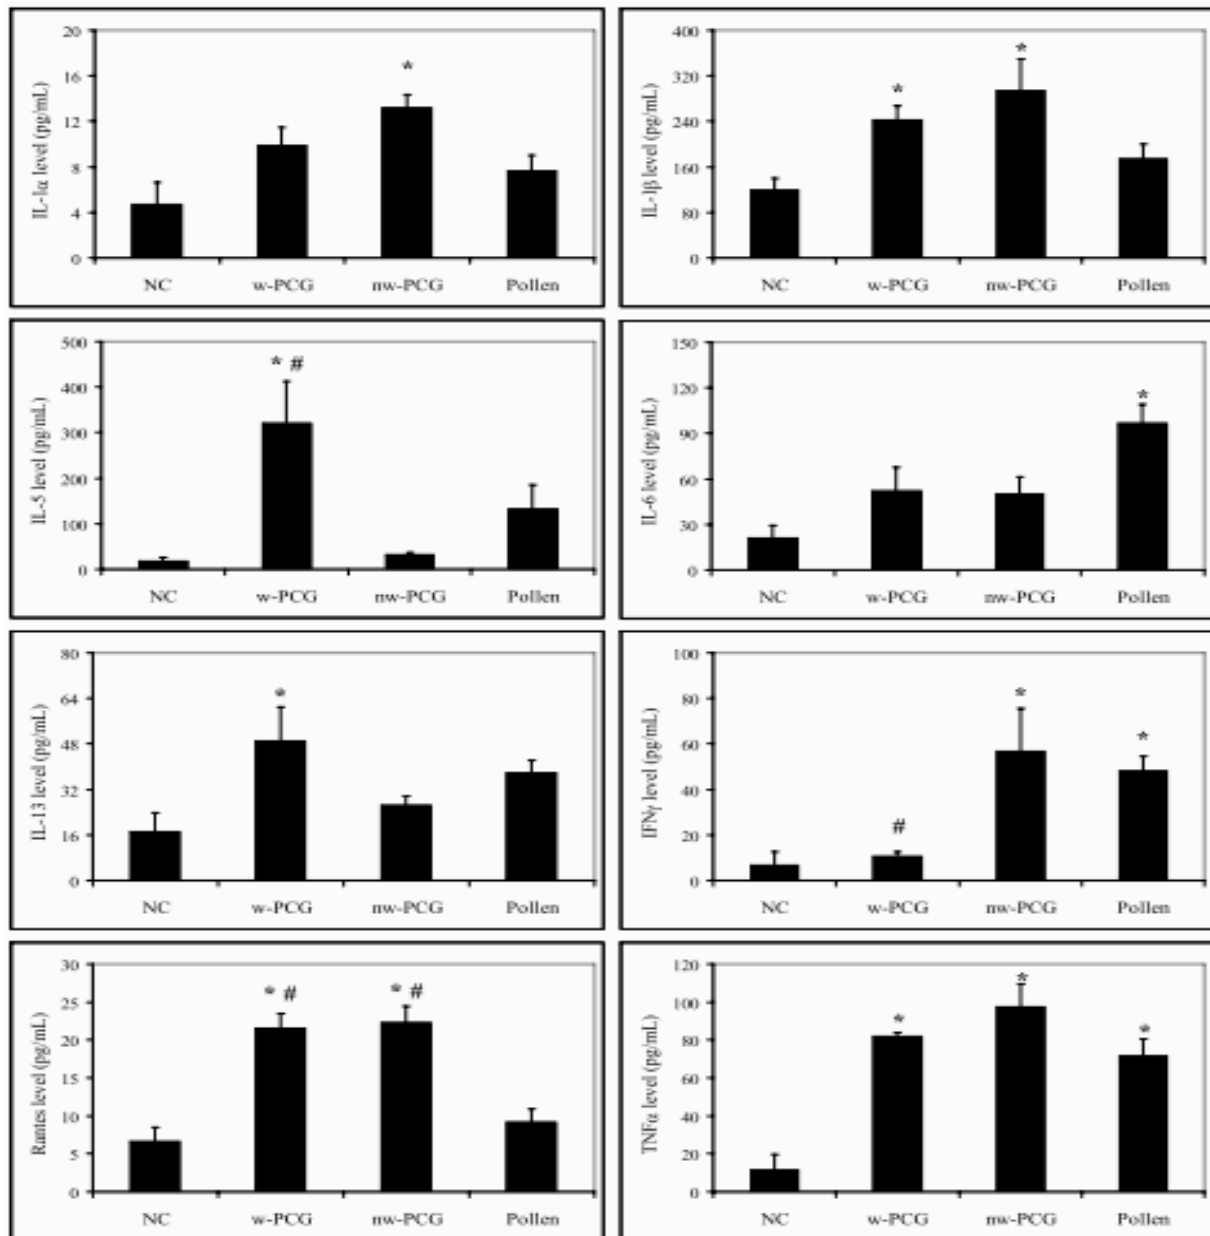 20
16
12
8
4
0
IL-1α level (pg/mL)
*
NC w-PCG nw-PCG Pollen
400
320
240
160
80
0
IL-1β level (pg/mL)
* *
NC w-PCG nw-PCG Pollen
500
400
300
200
100
0
IL-5 level (pg/mL)
* #
NC w-PCG nw-PCG Pollen
150
120
90
60
30
0
IL-6 level (pg/mL)
*
NC w-PCG nw-PCG Pollen
80
64
48
32
16
0
IL-13 level (pg/mL)
*
NC w-PCG nw-PCG Pollen
100
80
60
40
20
0
IFNγ level (pg/mL)
# * *
NC w-PCG nw-PCG Pollen
30
25
20
15
10
5
0
Rantes level (pg/mL)
* # * #
NC w-PCG nw-PCG Pollen
120
100
80
60
40
20
0
TNFα level (pg/mL)
* * *
NC w-PCG nw-PCG Pollen